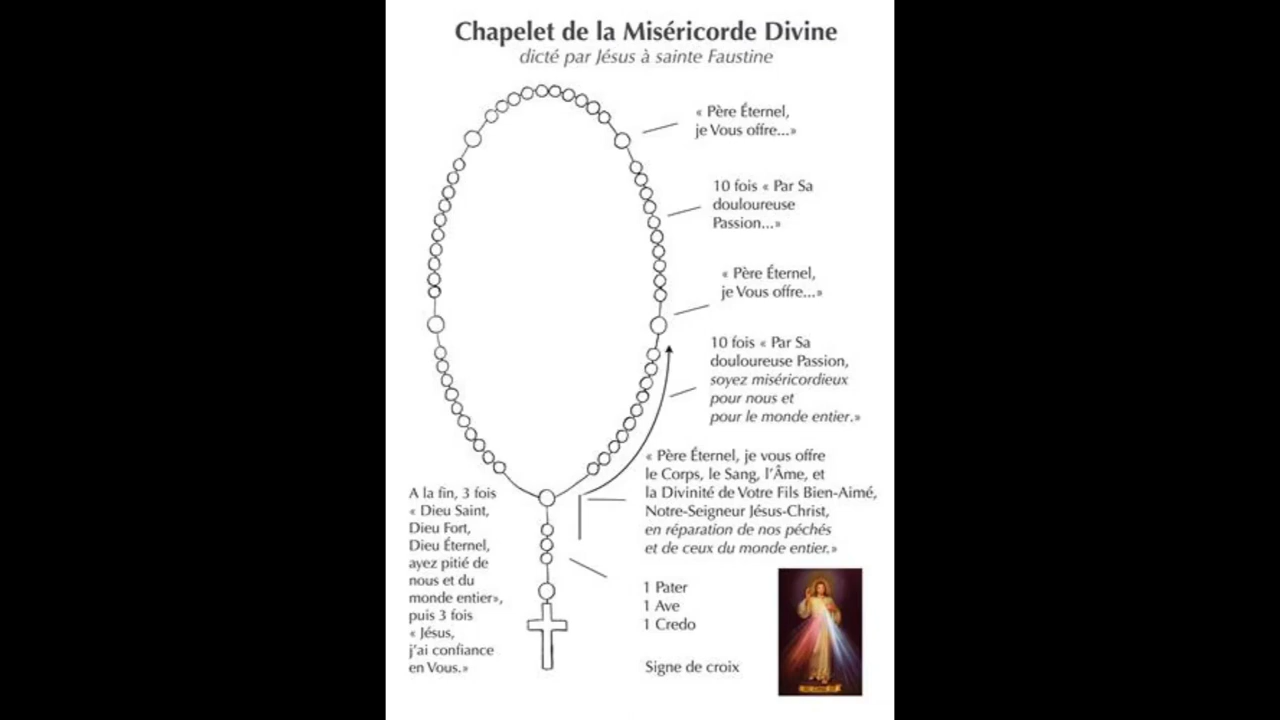 Chapelet de la Miséricorde Divine
dicté par Jésus à sainte Faustine
« Père Éternel,
je Vous offre...»
10 fois « Par Sa
douloureuse
Passion...»
« Père Éternel,
je Vous offre...»
10 fois « Par Sa
douloureuse Passion,
soyez miséricordieux
pour nous et
pour le monde entier.»
« Père Éternel, je vous offre
le Corps, le Sang, l'Âme, et
la Divinité de Votre Fils Bien-Aimé,
Notre-Seigneur Jésus-Christ,
en réparation de nos péchés
et de ceux du monde entier.»
1 Pater
1 Ave
1 Credo
Signe de croix
A la fin, 3 fois
« Dieu Saint,
Dieu Fort,
Dieu Éternel,
ayez pitié de
nous et du
monde entier»,
puis 3 fois
« Jésus,
j'ai confiance
en Vous.»